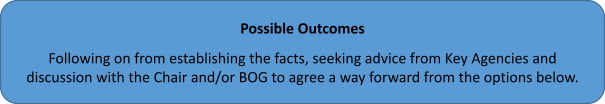 Possible Outcomes
Following on from establishing the facts, seeking advice from Key Agencies and
discussion with the Chair and/or BOG to agree a way forward from the options below.